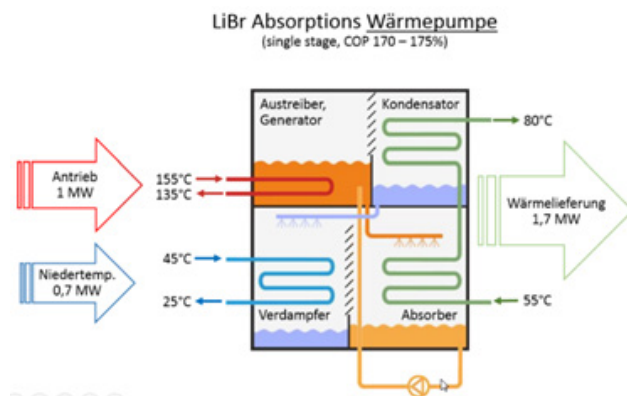 LiBr Absorptions Wärmepumpe
(single stage, COP 170 – 175%)
Austreiber,
Generator
Kondensator
80°C
Antrieb
1 MW
155°C
135°C
Wärmelieferung
1,7 MW
Niedertemp.
0,7 MW
45°C
25°C
55°C
Verdampfer
Absorber